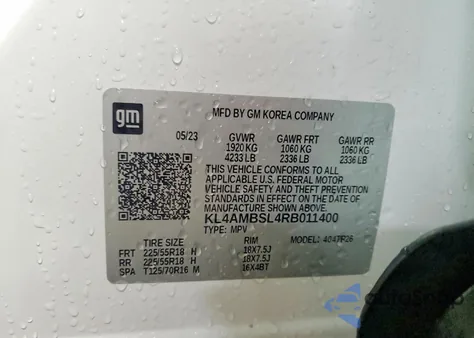 gm
MFD BY GM KOREA COMPANY
05/23 GVWR GAWR FRT GAWR RR
1920 KG 1060 KG 1060 KG
4233 LB 2336 LB 2336 LB
THIS VEHICLE CONFORMS TO ALL
APPLICABLE U.S. FEDERAL MOTOR
VEHICLE SAFETY AND THEFT PREVENTION
STANDARDS IN EFFECT ON THE DATE OF
MANUFACTURE SHOWN ABOVE.
KL4AMBSL4RB011400
TYPE: MPV MODEL:
TIRE SIZE RIM
FRT 225/55R18 H 18X7.5J
RR 225/55R18 H 18X7.5J
SPA T125/70R16 M 16X4BT